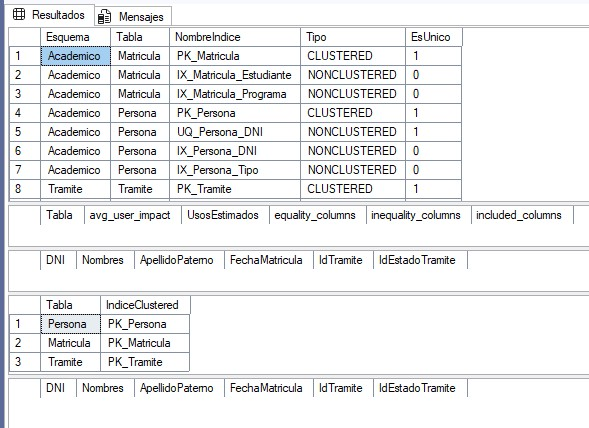 Resultados Mensajes
Esquema Tabla NombreIndice Tipo EsUnico
1 Academico Matricula PK_Matricula CLUSTERED 1
2 Academico Matricula IX_Matricula_Estudiante NONCLUSTERED 0
3 Academico Matricula IX_Matricula_Programa NONCLUSTERED 0
4 Academico Persona PK_Persona CLUSTERED 1
5 Academico Persona UQ_Persona_DNI NONCLUSTERED 1
6 Academico Persona IX_Persona_DNI NONCLUSTERED 0
7 Academico Persona IX_Persona_Tipo NONCLUSTERED 0
8 Tramite Tramite PK_Tramite CLUSTERED 1
Tabla avg_user_impact UsosEstimados equality_columns inequality_columns included_columns
DNI Nombres ApellidoPaterno FechaMatricula IdTramite IdEstadoTramite
Tabla IndiceClustered
1 Persona PK_Persona
2 Matricula PK_Matricula
3 Tramite PK_Tramite
DNI Nombres ApellidoPaterno FechaMatricula IdTramite IdEstadoTramite